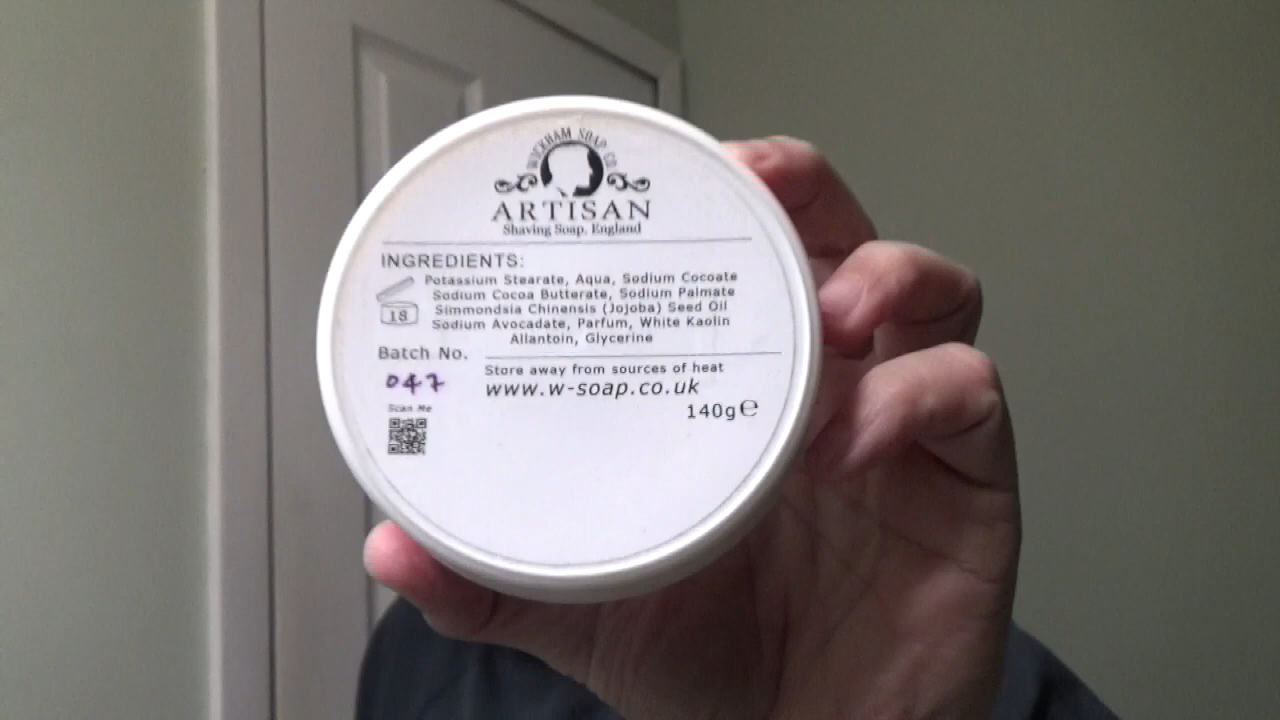 WICKHAM SOAP CO
ARTISAN
Shaving Soap. England
INGREDIENTS:
Potassium Stearate, Aqua, Sodium Cocoate
Sodium Cocoa Butterate, Sodium Palmate
Simmondsia Chinensis (Jojoba) Seed Oil
Sodium Avocadate, Parfum, White Kaolin
Allantoin, Glycerine
18
Batch No.
047
Store away from sources of heat
www.w-soap.co.uk
140g℮
Scan Me